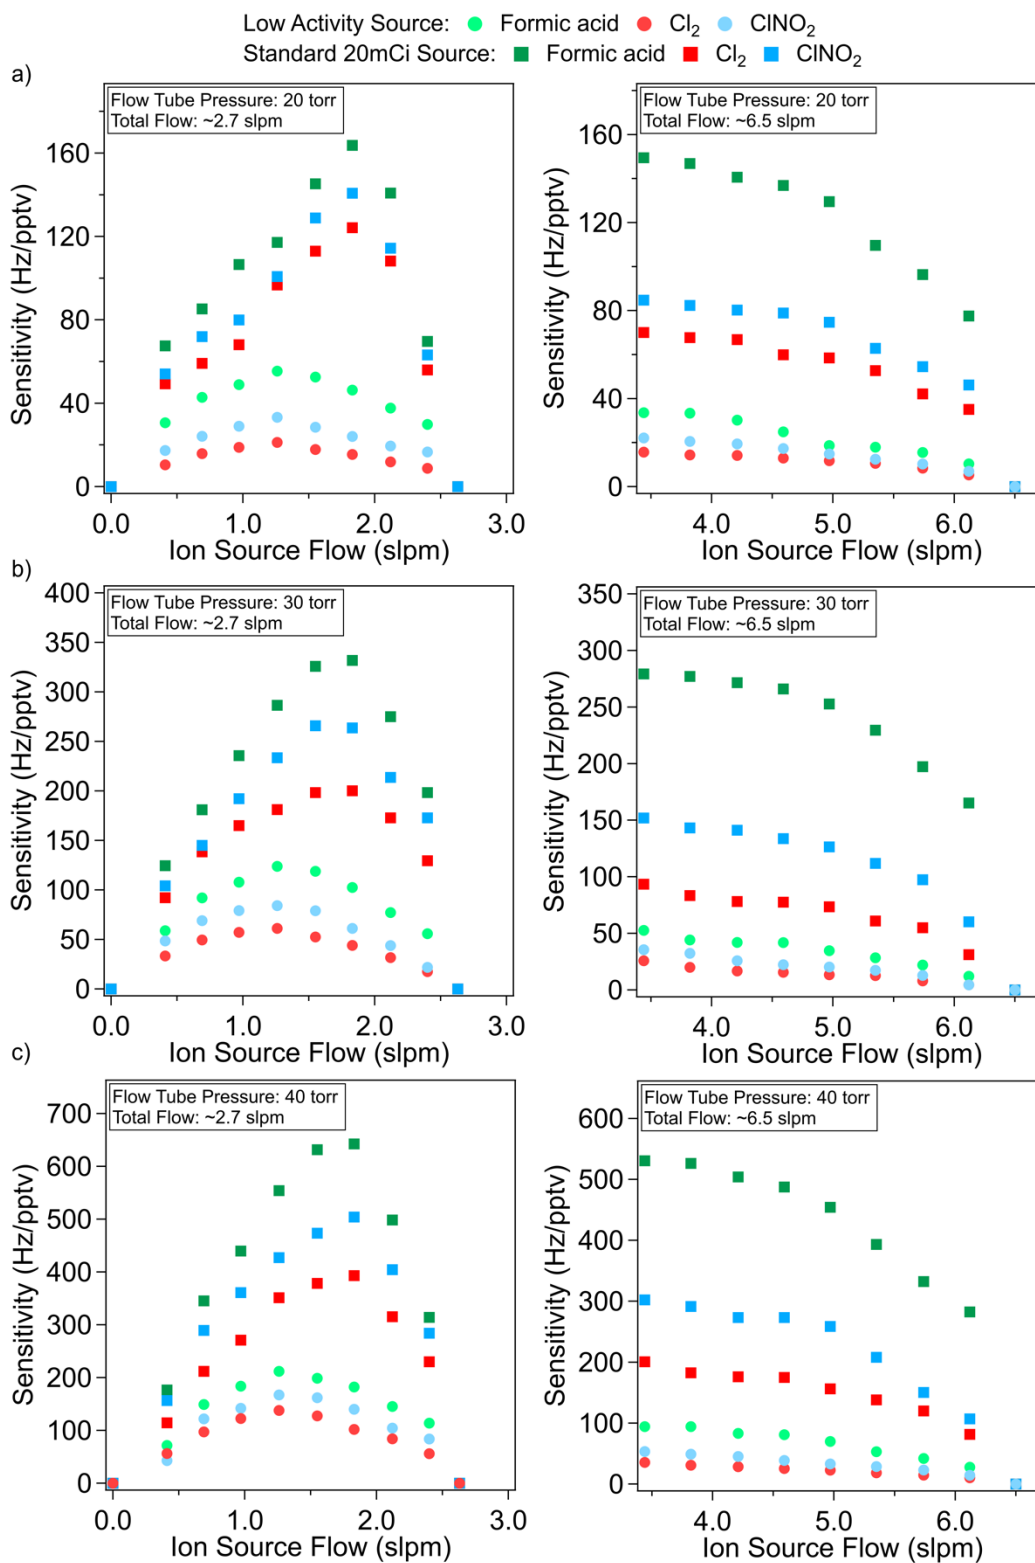 Low Activity Source: Formic acid Cl2 ClNO2
Standard 20mCi Source: Formic acid Cl2 ClNO2
a)
Flow Tube Pressure: 20 torr
Total Flow: ~2.7 slpm
160
120
80
40
0
Sensitivity (Hz/pptv)
0.0 1.0 2.0 3.0
Ion Source Flow (slpm)
Flow Tube Pressure: 20 torr
Total Flow: ~6.5 slpm
160
120
80
40
0
Sensitivity (Hz/pptv)
4.0 5.0 6.0
Ion Source Flow (slpm)
b)
Flow Tube Pressure: 30 torr
Total Flow: ~2.7 slpm
400
350
300
250
200
150
100
50
0
Sensitivity (Hz/pptv)
0.0 1.0 2.0 3.0
Ion Source Flow (slpm)
Flow Tube Pressure: 30 torr
Total Flow: ~6.5 slpm
350
300
250
200
150
100
50
0
Sensitivity (Hz/pptv)
4.0 5.0 6.0
Ion Source Flow (slpm)
c)
Flow Tube Pressure: 40 torr
Total Flow: ~2.7 slpm
700
600
500
400
300
200
100
0
Sensitivity (Hz/pptv)
0.0 1.0 2.0 3.0
Ion Source Flow (slpm)
Flow Tube Pressure: 40 torr
Total Flow: ~6.5 slpm
600
500
400
300
200
100
0
Sensitivity (Hz/pptv)
4.0 5.0 6.0
Ion Source Flow (slpm)